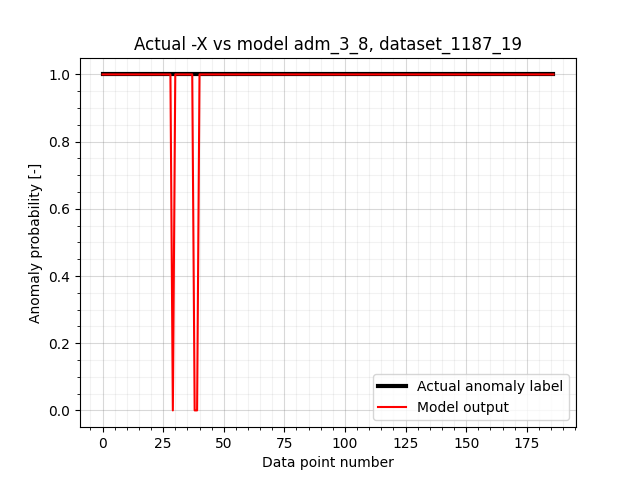 Actual -X vs model adm_3_8, dataset_1187_19
1.0
0.8
0.6
0.4
0.2
0.0
Anomaly probability [-]
Actual anomaly label
Model output
0 25 50 75 100 125 150 175
Data point number